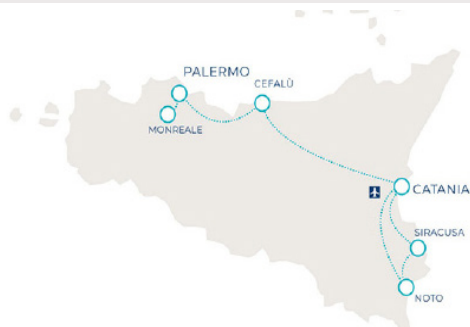 PALERMO
CEFALÙ
MONREALE
CATANIA
SIRACUSA
NOTO